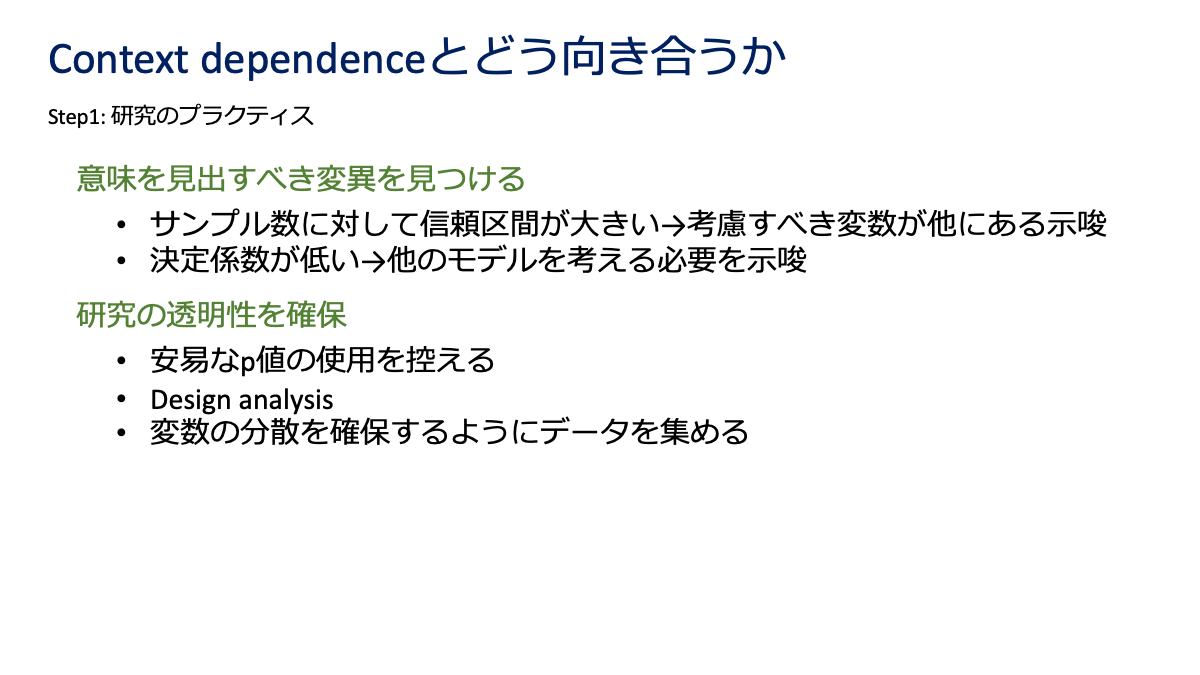 Context dependenceとどう向き合うか
Step1: 研究のプラクティス
意味を見出すべき変異を見つける
• サンプル数に対して信頼区間が大きい→考慮すべき変数が他にある示唆
• 決定係数が低い→他のモデルを考える必要を示唆
研究の透明性を確保
• 安易なp値の使用を控える
• Design analysis
• 変数の分散を確保するようにデータを集める